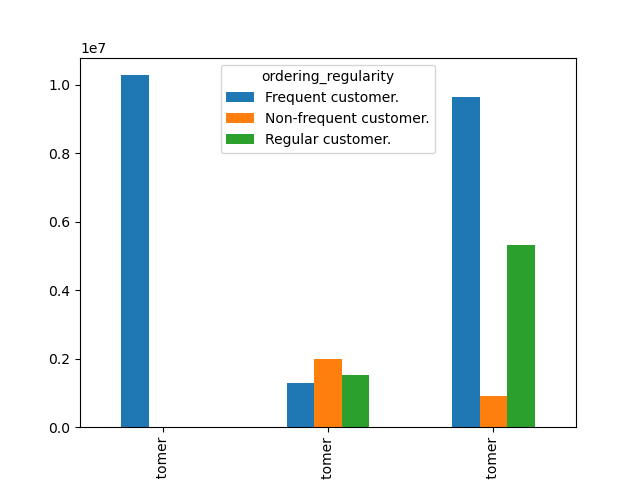 1e7
ordering_regularity
Frequent customer.
Non-frequent customer.
Regular customer.
1.0
0.8
0.6
0.4
0.2
0.0
tomer
tomer
tomer